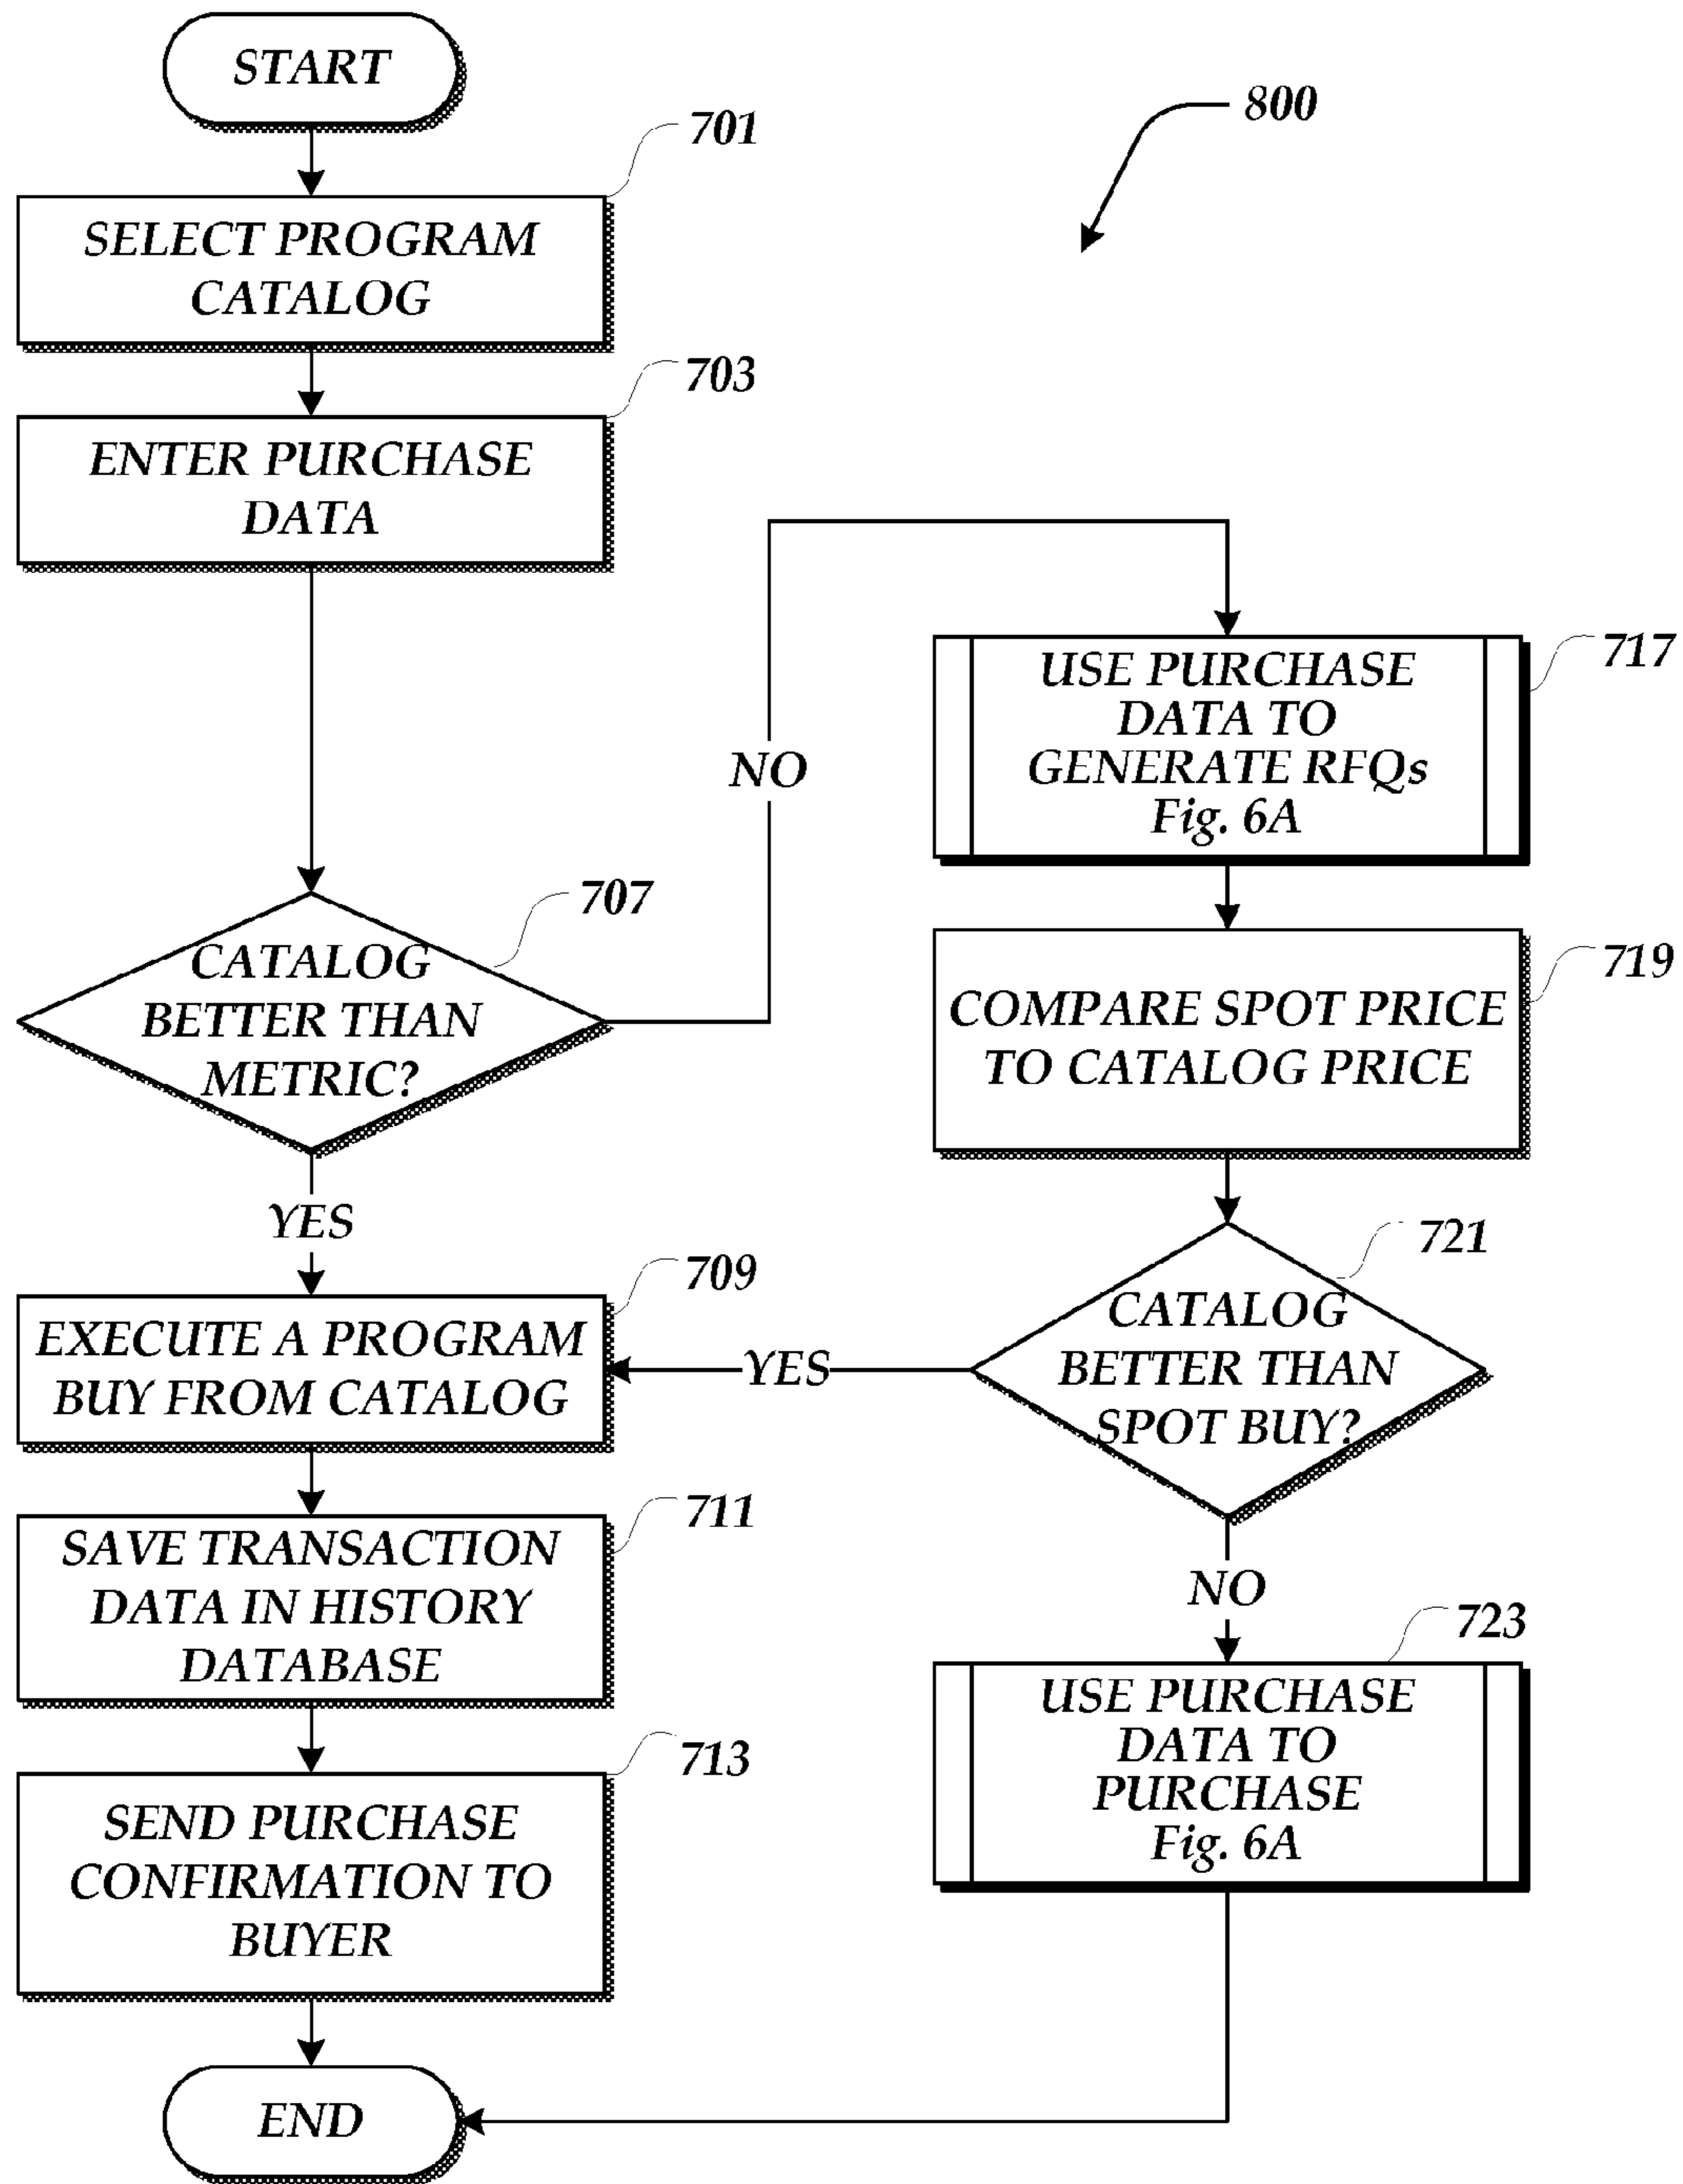 START
800
701
SELECT PROGRAM
CATALOG
703
ENTER PURCHASE
DATA
NO
717
USE PURCHASE
DATA TO
GENERATE RFQs
Fig. 6A
707
CATALOG
BETTER THAN
METRIC?
719
COMPARE SPOT PRICE
TO CATALOG PRICE
YES
721
CATALOG
BETTER THAN
SPOT BUY?
YES
709
EXECUTE A PROGRAM
BUY FROM CATALOG
711
SAVE TRANSACTION
DATA IN HISTORY
DATABASE
NO
723
USE PURCHASE
DATA TO
PURCHASE
Fig. 6A
713
SEND PURCHASE
CONFIRMATION TO
BUYER
END